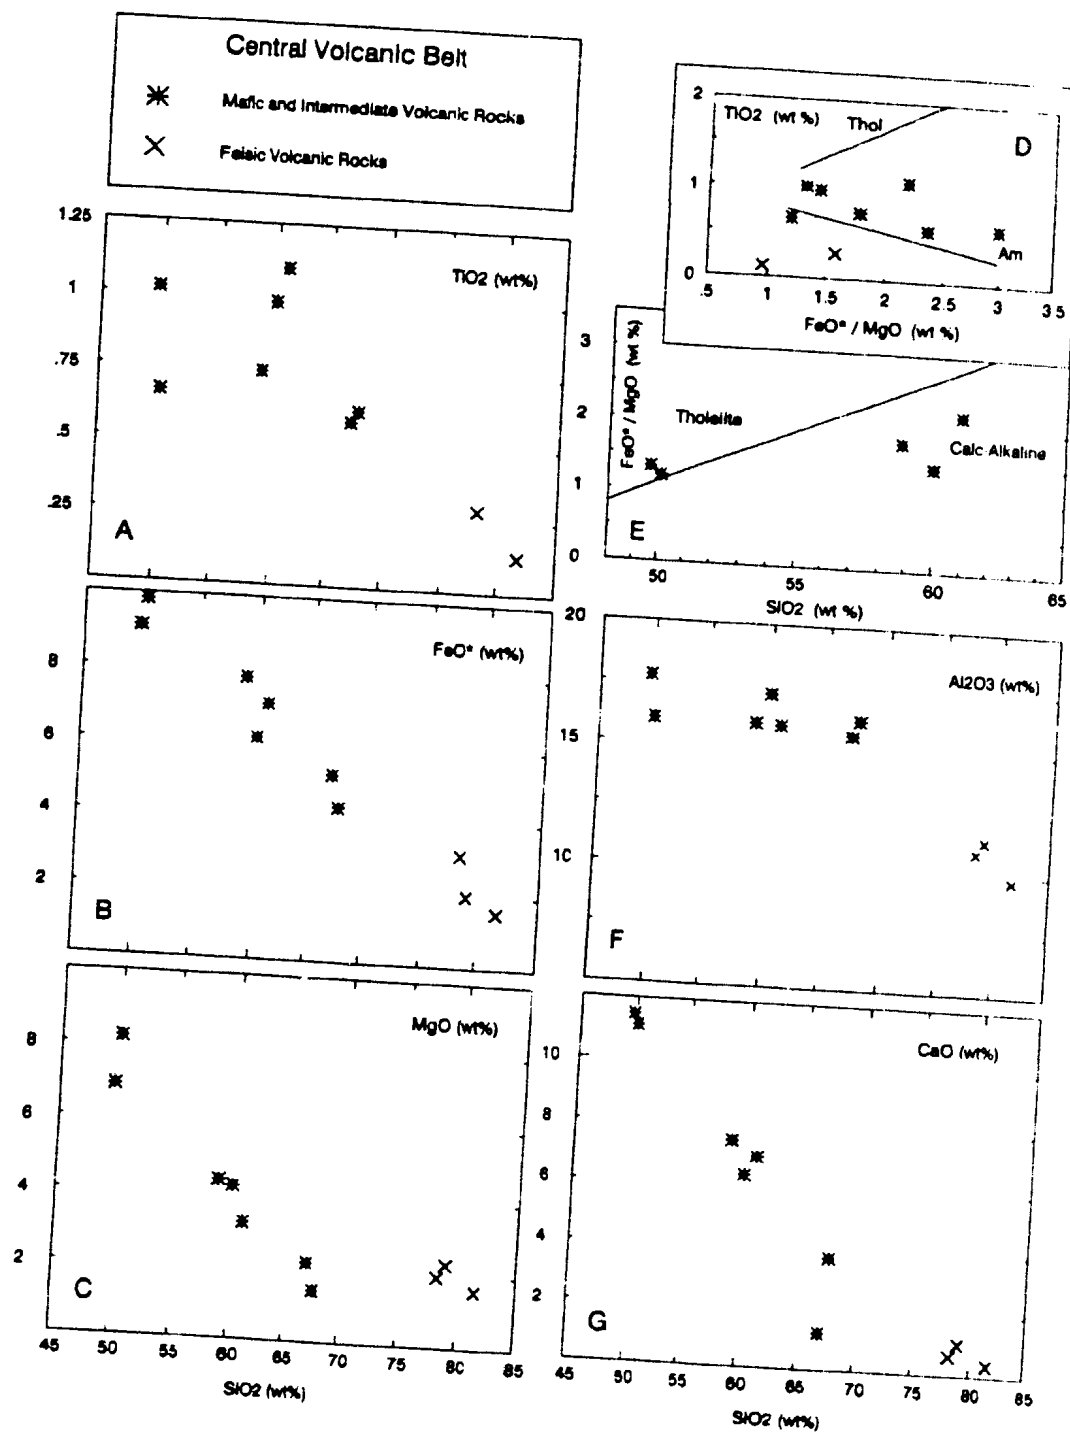 Central Volcanic Belt
Mafic and Intermediate Volcanic Rocks
Felsic Volcanic Rocks
1.25
1
.75
.5
.25
TiO2 (wt%)
A
2
1
0
TiO2 (wt %)
Thol
D
Am
.5 1 1.5 2 2.5 3 3 5
FeO* / MgO (wt %)
3
2
1
0
FeO* / MgO (wt %)
Tholeiite
Calc-Alkaline
E
50 55 60 65
SiO2 (wt %)
8
6
4
2
FeO* (wt%)
B
20
15
10
Al2O3 (wt%)
F
8
6
4
2
MgO (wt%)
C
45 50 55 60 65 70 75 80 85
SiO2 (wt%)
10
8
6
4
2
CaO (wt%)
G
45 50 55 60 65 70 75 80 85
SiO2 (wt%)